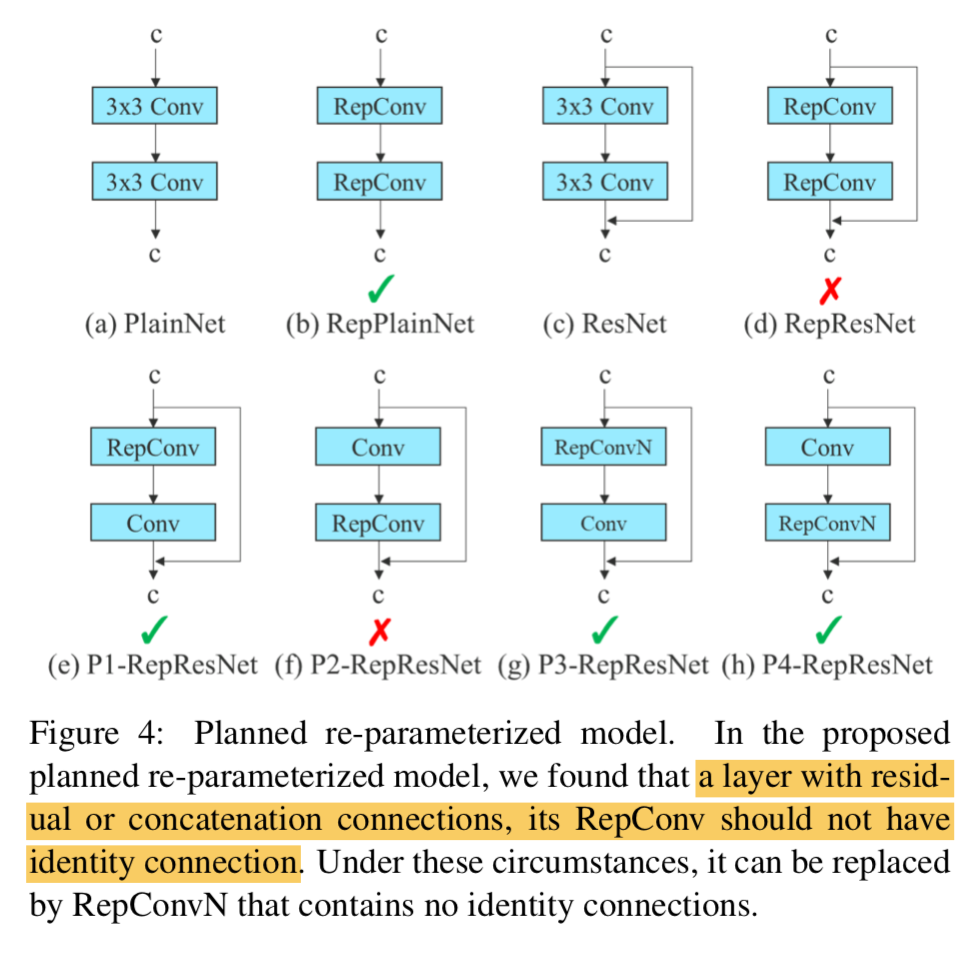 c c c c
3x3 Conv RepConv 3x3 Conv RepConv
3x3 Conv RepConv 3x3 Conv RepConv
c c c c
✓ ✗
(a) PlainNet (b) RepPlainNet (c) ResNet (d) RepResNet
c c c c
RepConv Conv RepConvN Conv
Conv RepConv Conv RepConvN
c c c c
✓ ✗ ✓ ✓
(e) P1-RepResNet (f) P2-RepResNet (g) P3-RepResNet (h) P4-RepResNet
Figure 4: Planned re-parameterized model. In the proposed
planned re-parameterized model, we found that a layer with resid-
ual or concatenation connections, its RepConv should not have
identity connection. Under these circumstances, it can be replaced
by RepConvN that contains no identity connections.